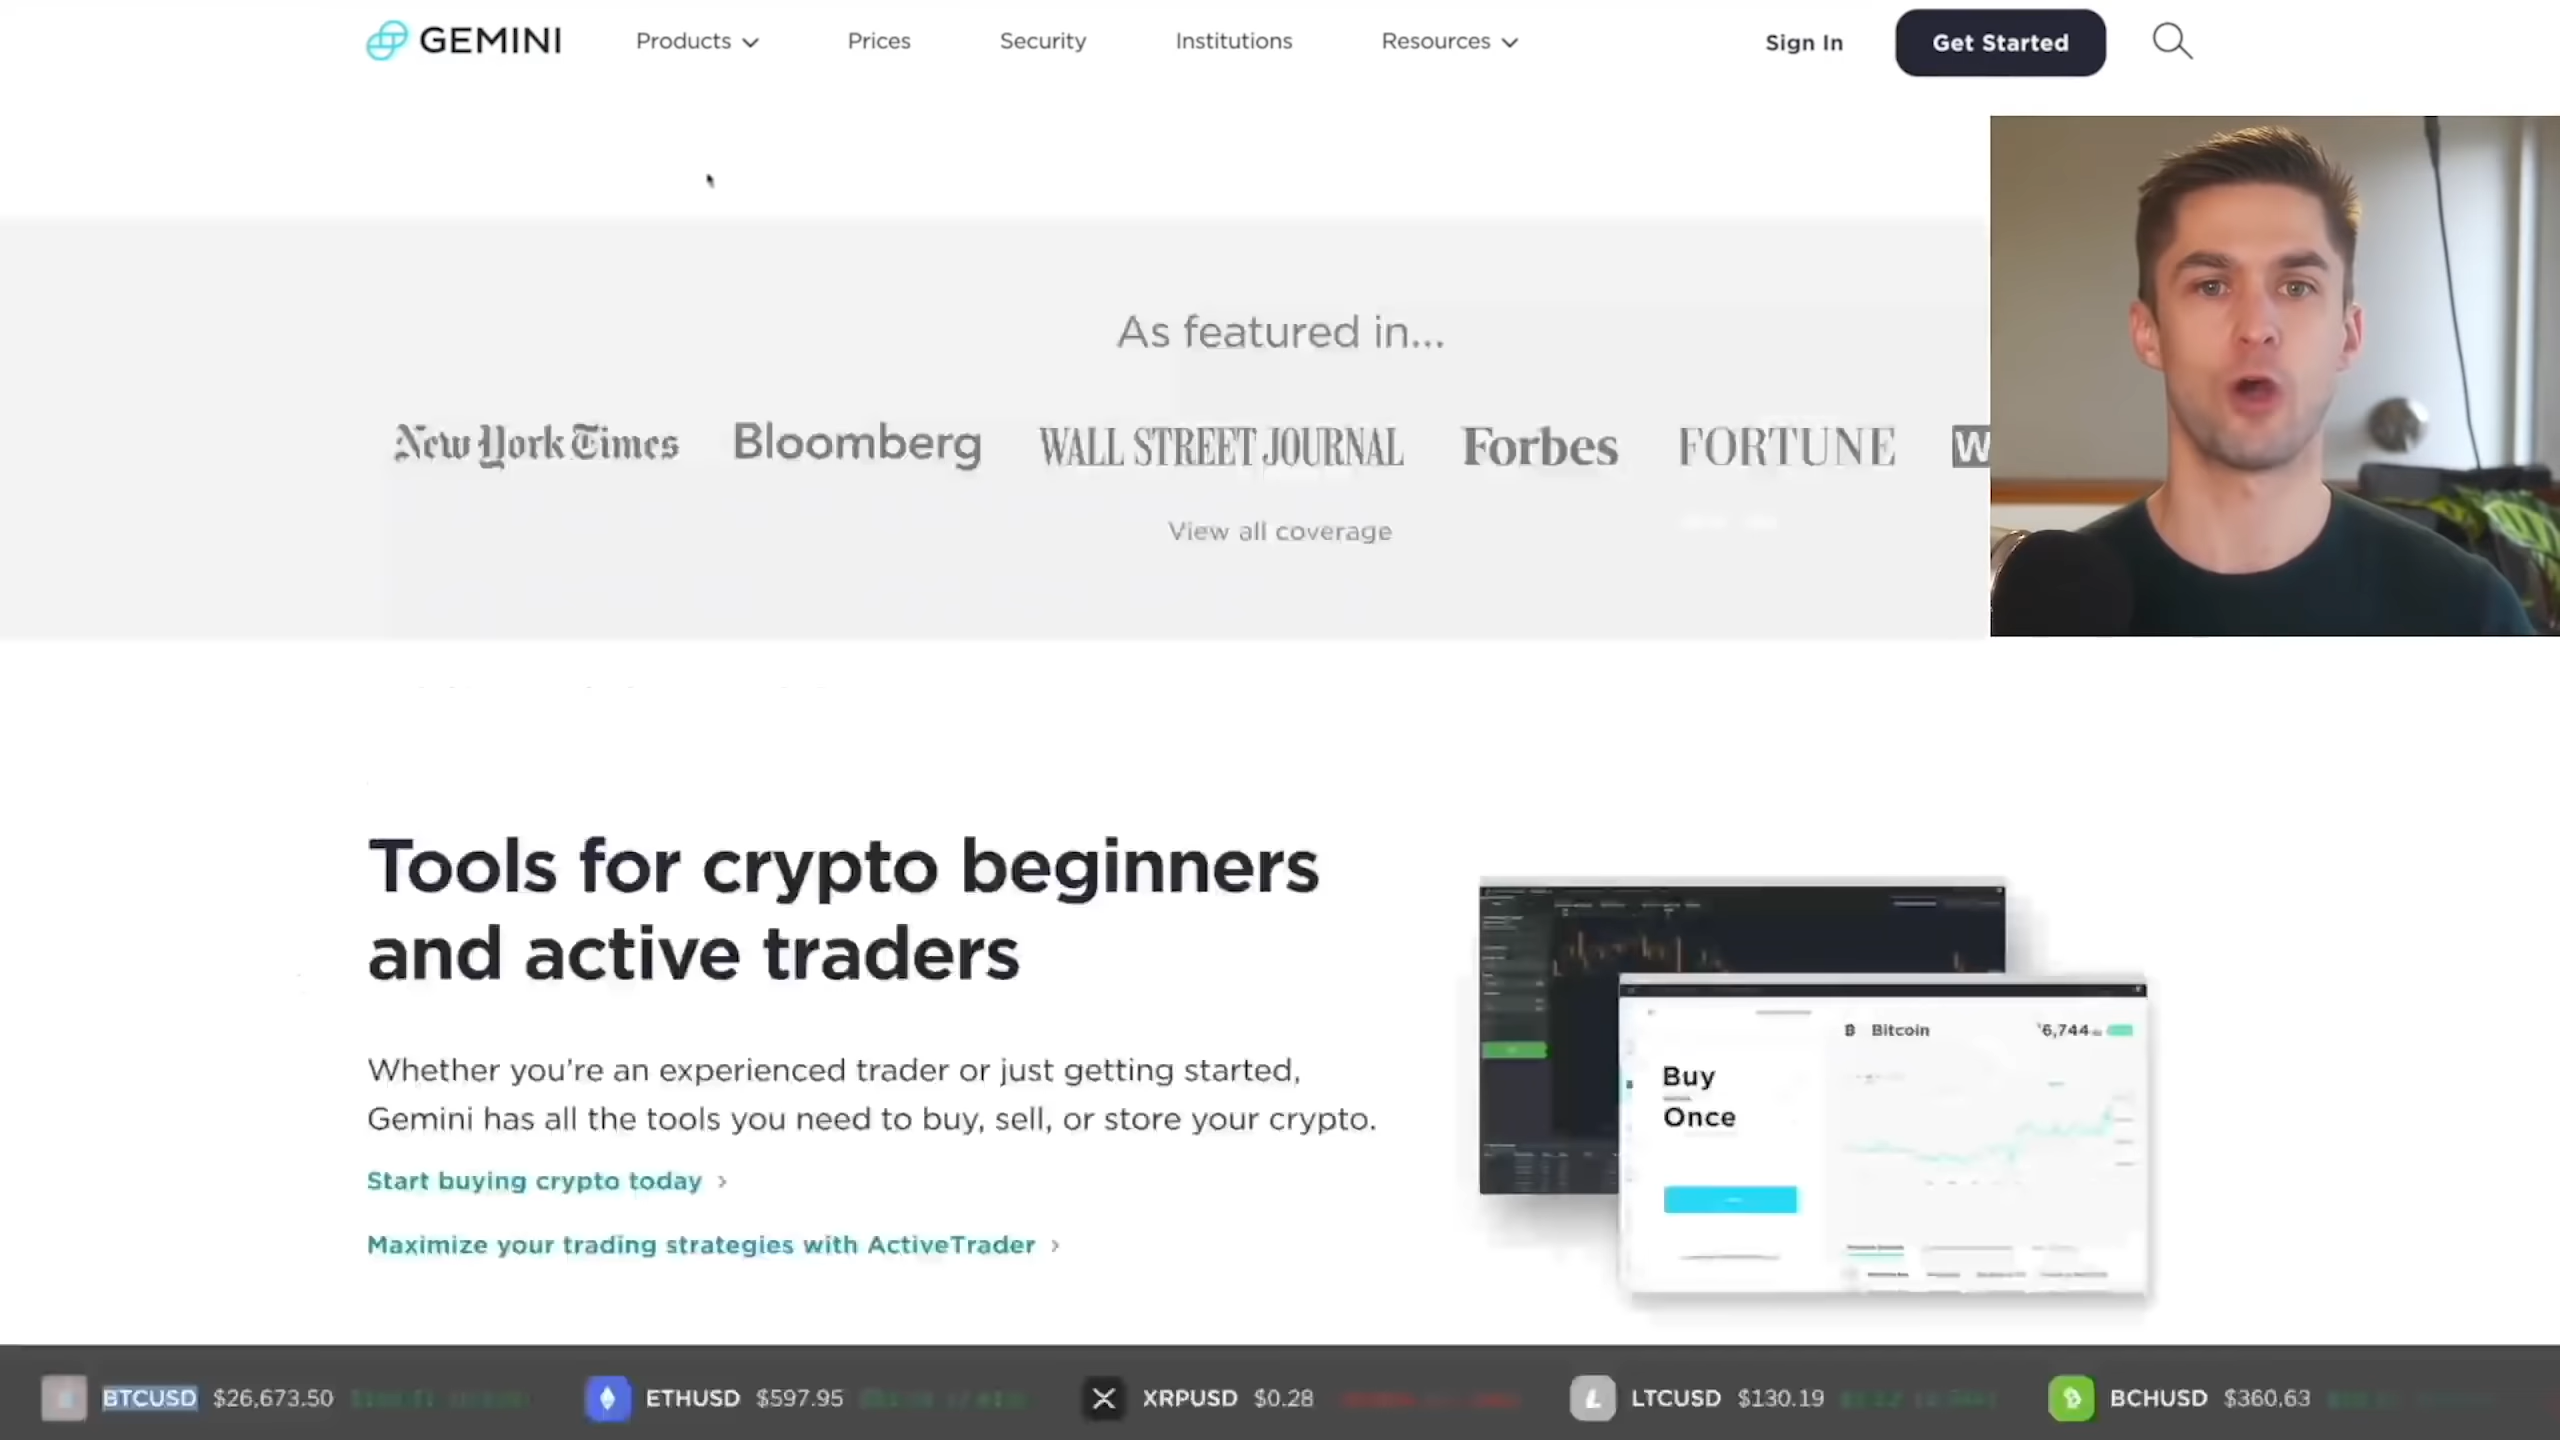 GEMINI
Products
Prices
Security
Institutions
Resources
Sign In
Get Started
As featured in...
New York Times
Bloomberg
WALL STREET JOURNAL
Forbes
FORTUNE
W
View all coverage
Tools for crypto beginners
and active traders
Whether you're an experienced trader or just getting started,
Gemini has all the tools you need to buy, sell, or store your crypto.
Start buying crypto today
Maximize your trading strategies with ActiveTrader
Bitcoin
6,744
Buy
Once
BTCUSD $26,673.50
ETHUSD $597.95
XRPUSD $0.28
LTCUSD $130.19
BCHUSD $360.63